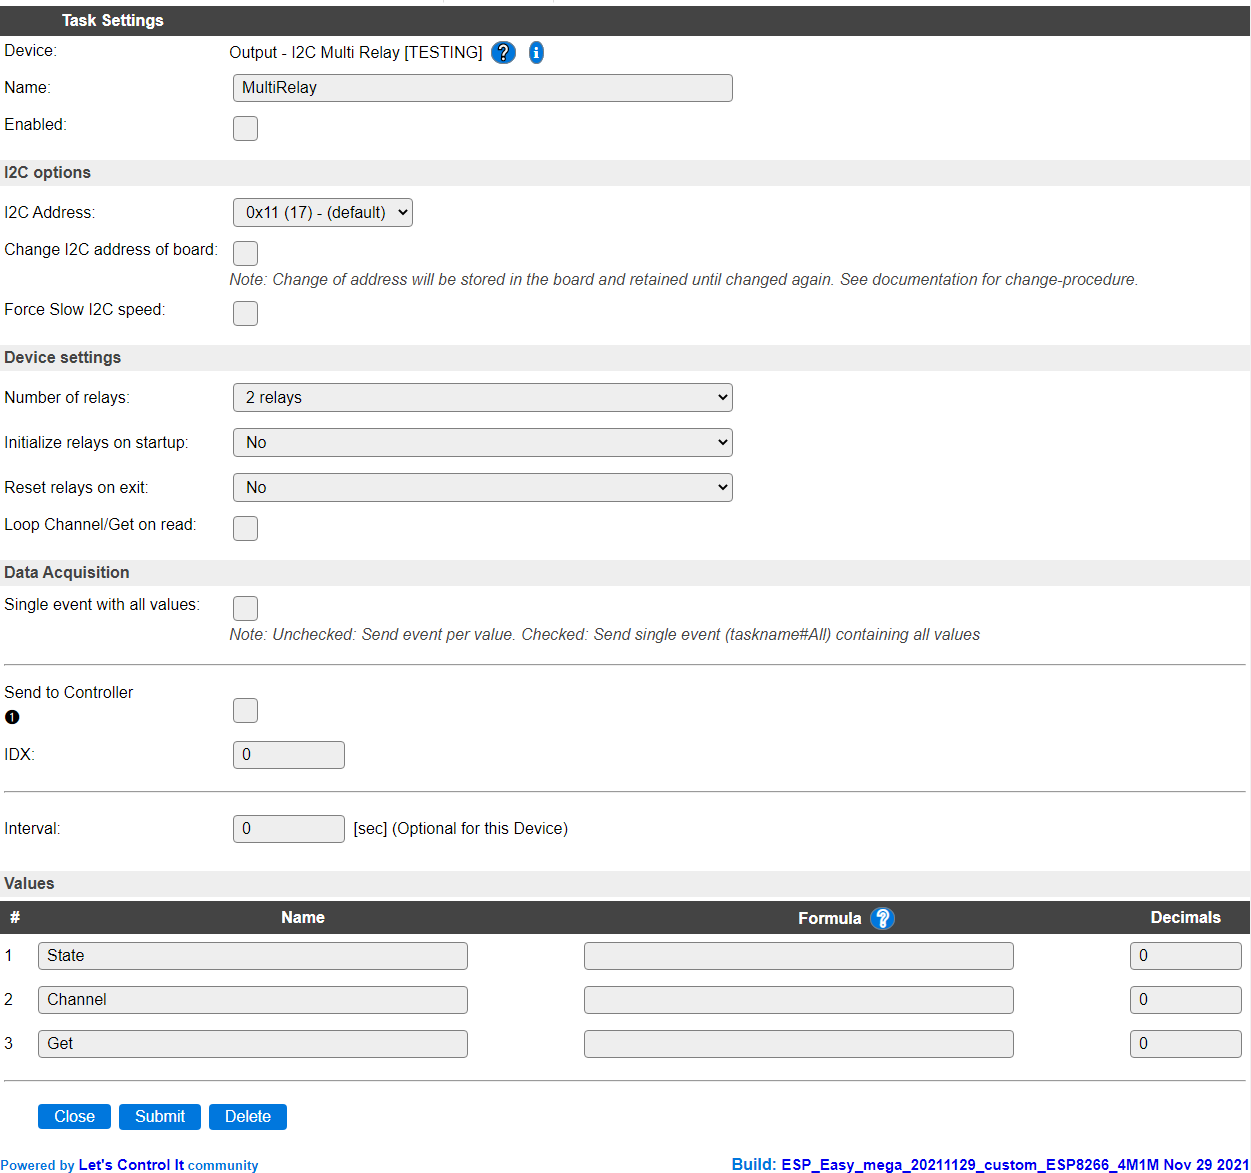 Task Settings
Device: Output - I2C Multi Relay [TESTING] ? i
Name: MultiRelay
Enabled:
I2C options
I2C Address: 0x11 (17) - (default)
Change I2C address of board:
Note: Change of address will be stored in the board and retained until changed again. See documentation for change-procedure.
Force Slow I2C speed:
Device settings
Number of relays: 2 relays
Initialize relays on startup: No
Reset relays on exit: No
Loop Channel/Get on read:
Data Acquisition
Single event with all values:
Note: Unchecked: Send event per value. Checked: Send single event (taskname#All) containing all values
Send to Controller
❶
IDX: 0
Interval: 0 [sec] (Optional for this Device)
Values
# Name Formula ? Decimals
1 State 0
2 Channel 0
3 Get 0
Close Submit Delete
Powered by Let's Control It community Build: ESP_Easy_mega_20211129_custom_ESP8266_4M1M Nov 29 2021